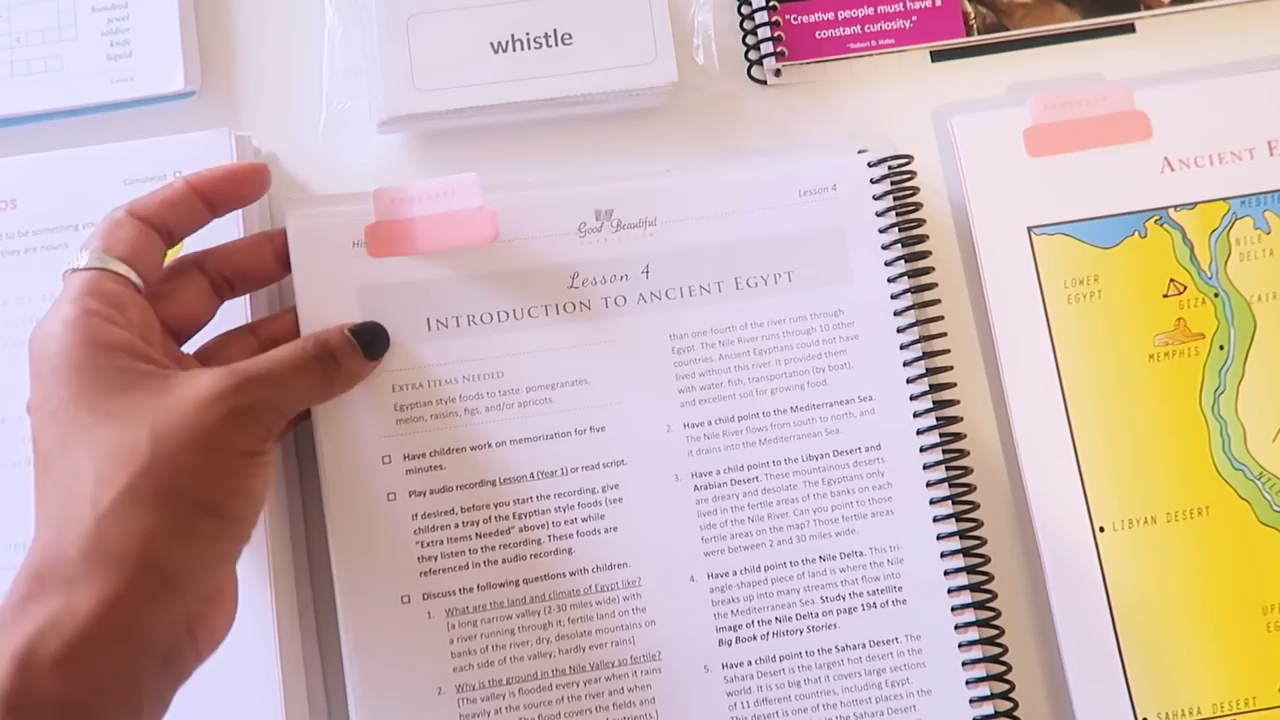 hundred
jewel
soldier
knife
liquid
whistle
"Creative people must have a
constant curiosity."
~Robert D. Hales
Completed
to be something you
they are nouns
Lesson 4
Good Beautiful
Lesson 4
INTRODUCTION TO ANCIENT EGYPT
EXTRA ITEMS NEEDED
Egyptian style foods to taste: pomegranates,
melon, raisins, figs, and/or apricots.
Have children work on memorization for five
minutes.
Play audio recording Lesson 4 (Year 1) or read script.
If desired, before you start the recording, give
children a tray of the Egyptian style foods (see
"Extra Items Needed" above) to eat while
they listen to the recording. These foods are
referenced in the audio recording.
Discuss the following questions with children.
1. What are the land and climate of Egypt like?
[a long narrow valley (2-30 miles wide) with
a river running through it; fertile land on the
banks of the river; dry, desolate mountains on
each side of the valley; hardly ever rains]
2. Why is the ground in the Nile Valley so fertile?
[The valley is flooded every year when it rains
heavily at the source of the river and when
flood covers the fields and
than one-fourth of the river runs through
Egypt. The Nile River runs through 10 other
countries. Ancient Egyptians could not have
lived without this river. It provided them
with water, fish, transportation (by boat),
and excellent soil for growing food.
2. Have a child point to the Mediterranean Sea.
The Nile River flows from south to north, and
it drains into the Mediterranean Sea.
3. Have a child point to the Libyan Desert and
Arabian Desert. These mountainous deserts
are dreary and desolate. The Egyptians only
lived in the fertile areas of the banks on each
side of the Nile River. Can you point to those
fertile areas on the map? Those fertile areas
were between 2 and 30 miles wide.
4. Have a child point to the Nile Delta. This tri-
angle-shaped piece of land is where the Nile
breaks up into many streams that flow into
the Mediterranean Sea. Study the satellite
image of the Nile Delta on page 194 of the
Big Book of History Stories.
5. Have a child point to the Sahara Desert. The
Sahara Desert is the largest hot desert in the
world. It is so big that it covers large sections
of 11 different countries, including Egypt.
This desert is one of the hottest places in the
ANCIENT E
MEDIT
NILE
DELTA
LOWER
EGYPT
GIZA
CAIR
MEMPHIS
LIBYAN DESERT
UP
EG
SAHARA DESERT